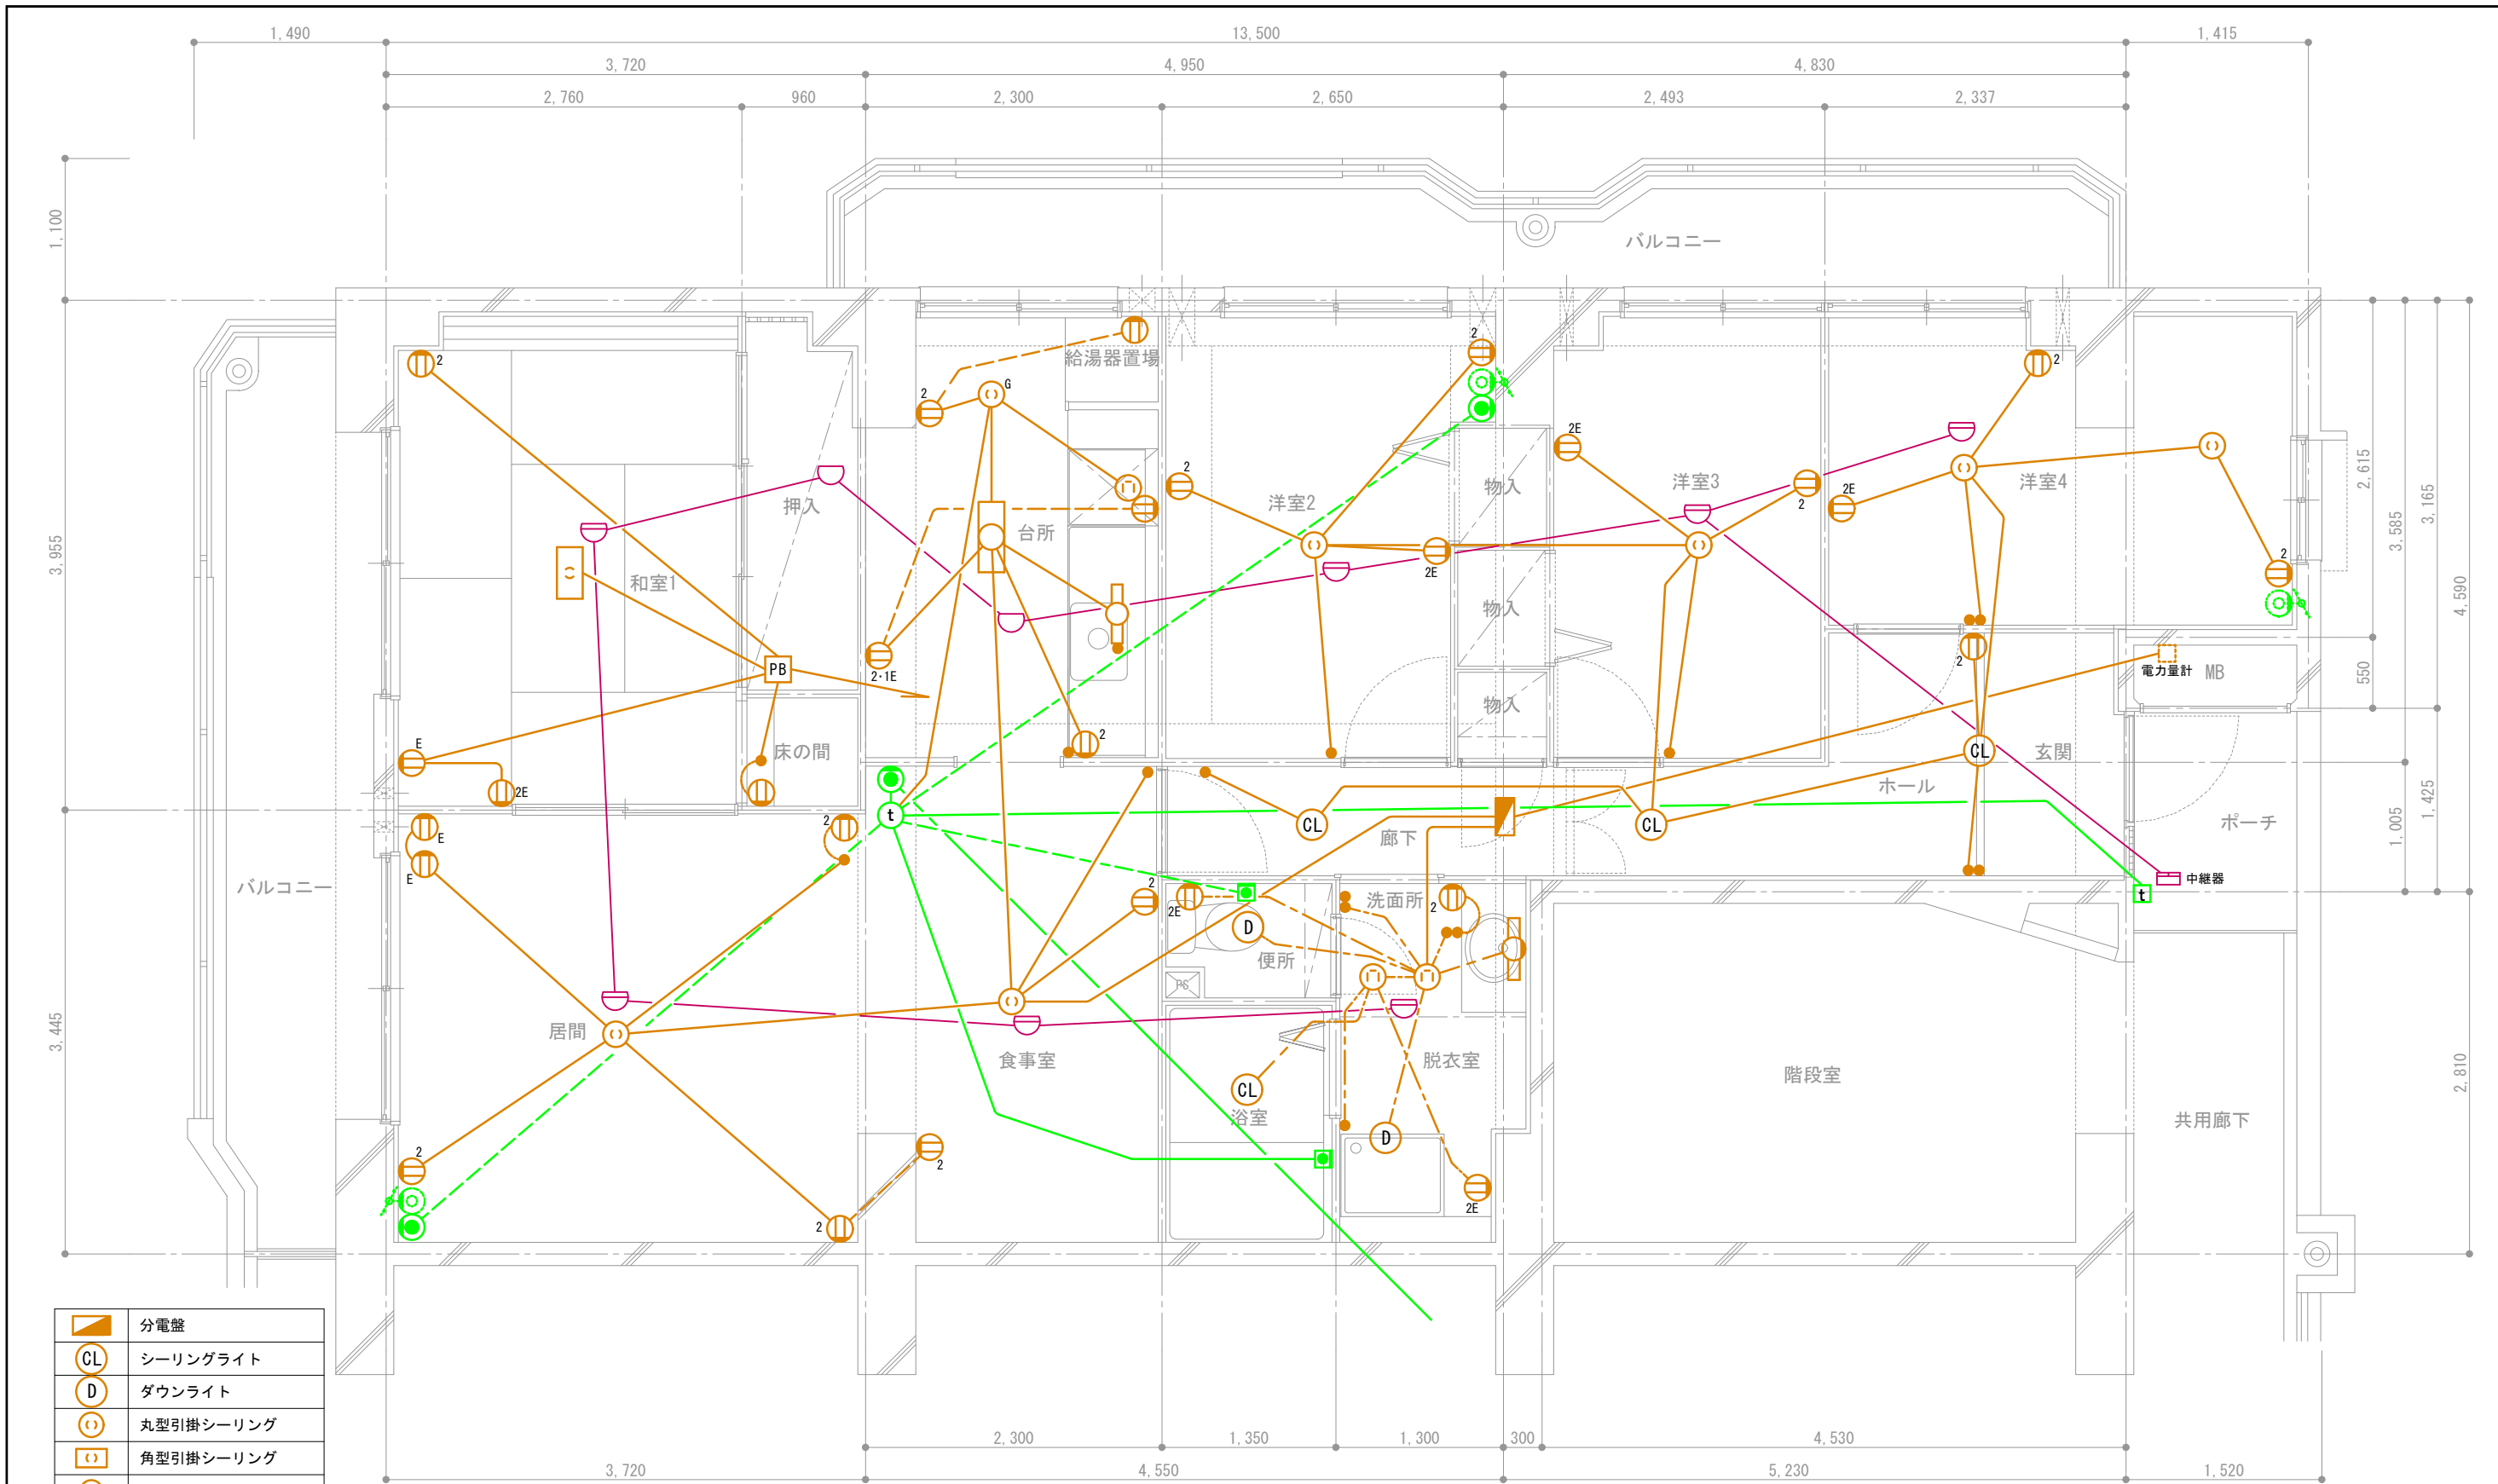 1,490
13,500
1,415
3,720
4,950
4,830
2,760
960
2,300
2,650
2,493
2,337
1,100
バルコニー
2
給湯器置場
2
2
2
G
2
2E
2
押入
洋室2
物入
洋室3
2E
洋室4
2
2,615
3,165
3,585
4,590
3,955
和室1
台所
2E
2
物入
2・1E
PB
2
電力量計
MB
550
物入
E
2E
床の間
2
CL
玄関
t
CL
CL
ホール
ポーチ
1,005
1,425
E
2
廊下
E
バルコニー
2
2E
洗面所
2
中継器
t
D
便所
PS
3,445
居間
食事室
脱衣室
階段室
2,810
CL
浴室
共用廊下
D
2
2
2
2E
分電盤
CL
シーリングライト
D
ダウンライト
丸型引掛シーリング
角型引掛シーリング
2,300
1,350
1,300
300
4,530
3,720
4,550
5,230
1,520